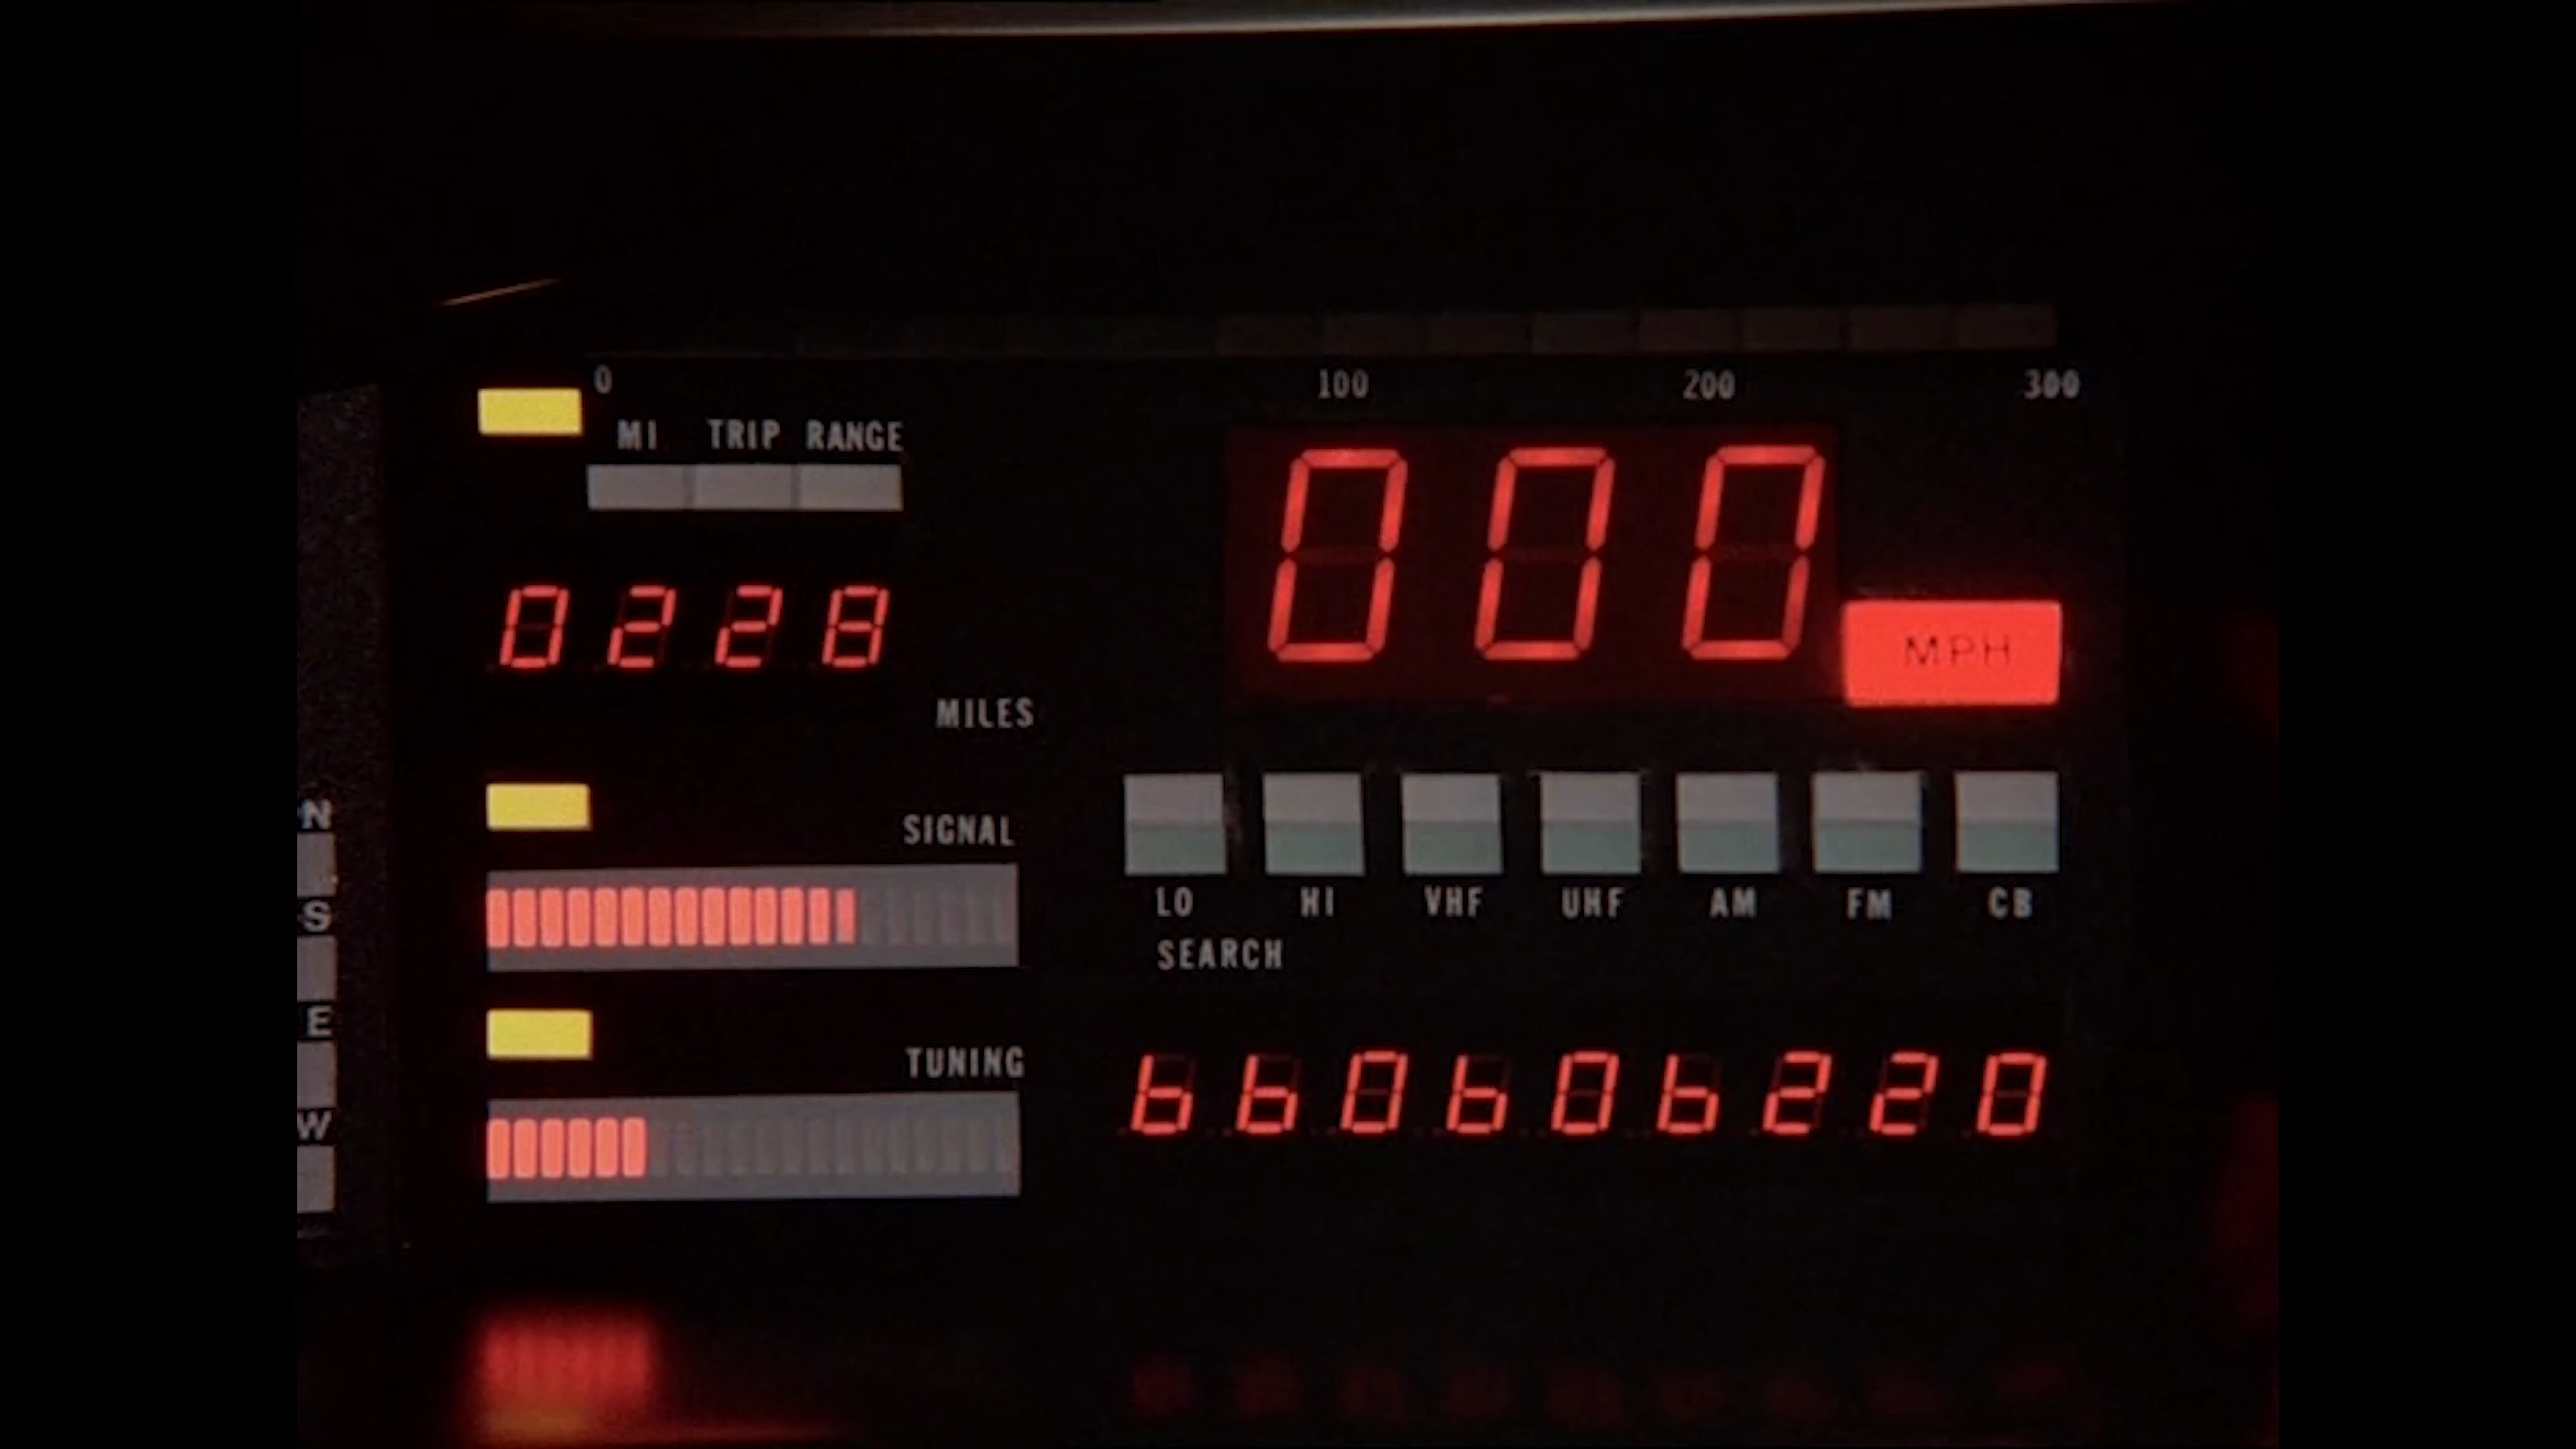 0 100 200 300
MI TRIP RANGE
000
MPH
0228
MILES
SIGNAL
LO HI VHF UHF AM FM CB
SEARCH
TUNING
660606220
N
S
E
W